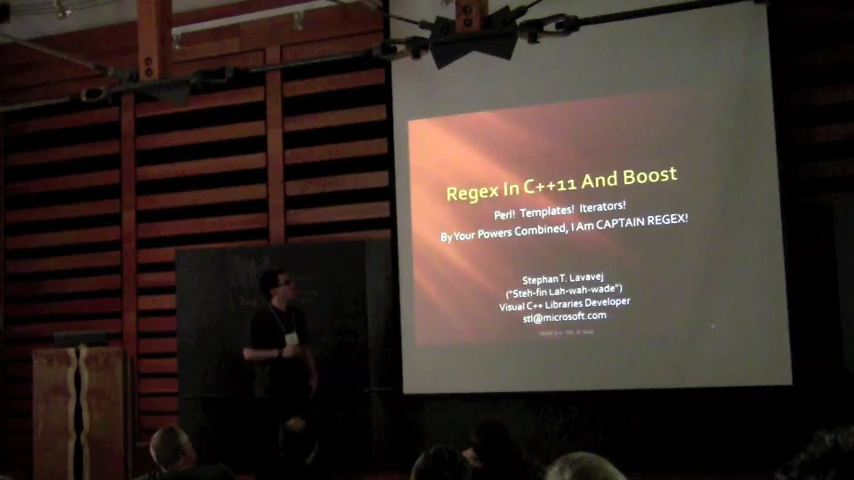 Regex In C++11 And Boost
Perl! Templates! Iterators!
By Your Powers Combined, I Am CAPTAIN REGEX!
Stephan T. Lavavej
("Steh-fin Lah-wah-wade")
Visual C++ Libraries Developer
stl@microsoft.com